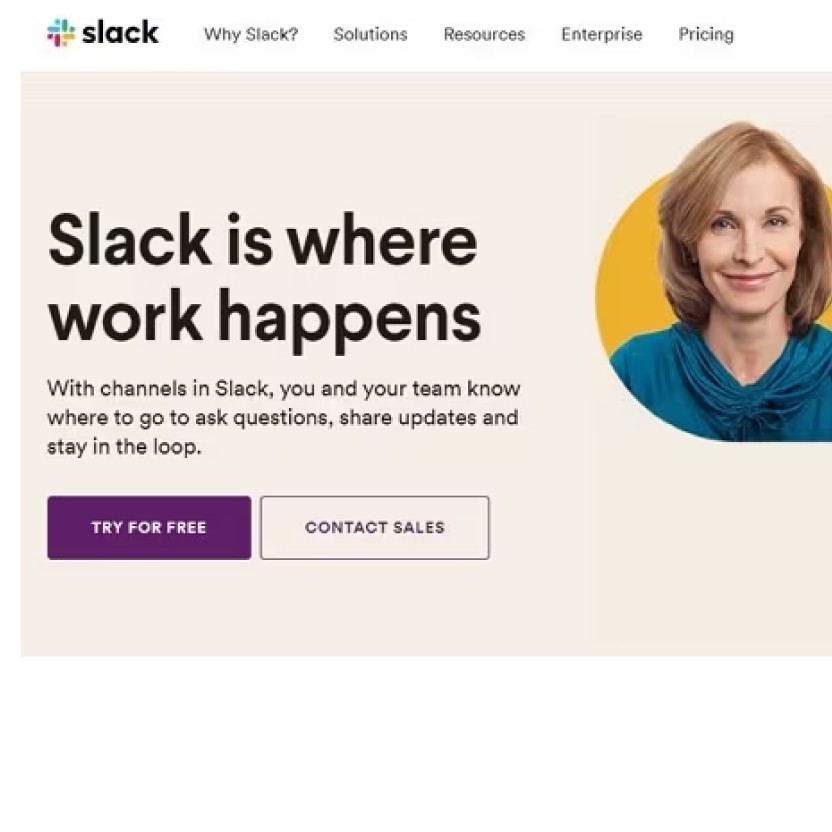 slack Why Slack? Solutions Resources Enterprise Pricing
Slack is where
work happens
With channels in Slack, you and your team know
where to go to ask questions, share updates and
stay in the loop.
TRY FOR FREE CONTACT SALES